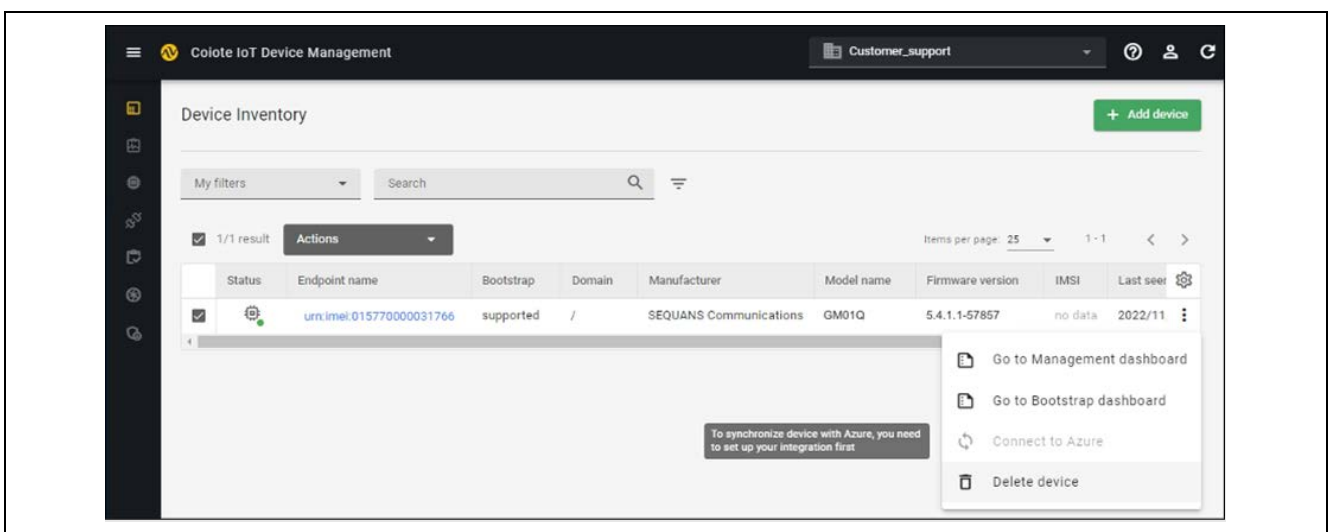 Coiote IoT Device Management
Customer_support
Device Inventory
+ Add device
My filters
Search
1/1 result
Actions
Items per page: 25
1 - 1
Status Endpoint name Bootstrap Domain Manufacturer Model name Firmware version IMSI Last seen
urn:imei:015770000031766 supported / SEQUANS Communications GM01Q 5.4.1.1-57857 no data 2022/11
Go to Management dashboard
Go to Bootstrap dashboard
To synchronize device with Azure, you need
to set up your integration first
Connect to Azure
Delete device